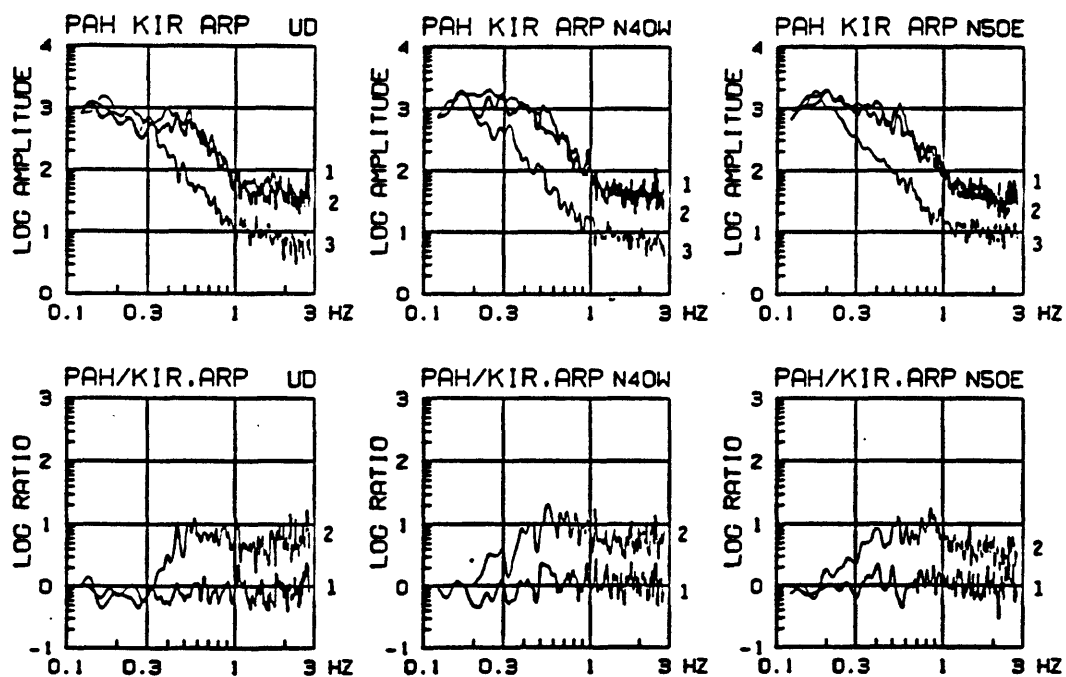 PAH KIR ARP UD
LOG AMPLITUDE
4
3
2
1
0
1
2
3
0.1 0.3 1 3 HZ
PAH KIR ARP N40W
LOG AMPLITUDE
4
3
2
1
0
1
2
3
0.1 0.3 1 3 HZ
PAH KIR ARP N50E
LOG AMPLITUDE
4
3
2
1
0
1
2
3
0.1 0.3 1 3 HZ
PAH/KIR.ARP UD
LOG RATIO
3
2
1
0
-1
2
1
0.1 0.3 1 3 HZ
PAH/KIR.ARP N40W
LOG RATIO
3
2
1
0
-1
2
1
0.1 0.3 1 3 HZ
PAH/KIR.ARP N50E
LOG RATIO
3
2
1
0
-1
2
1
0.1 0.3 1 3 HZ